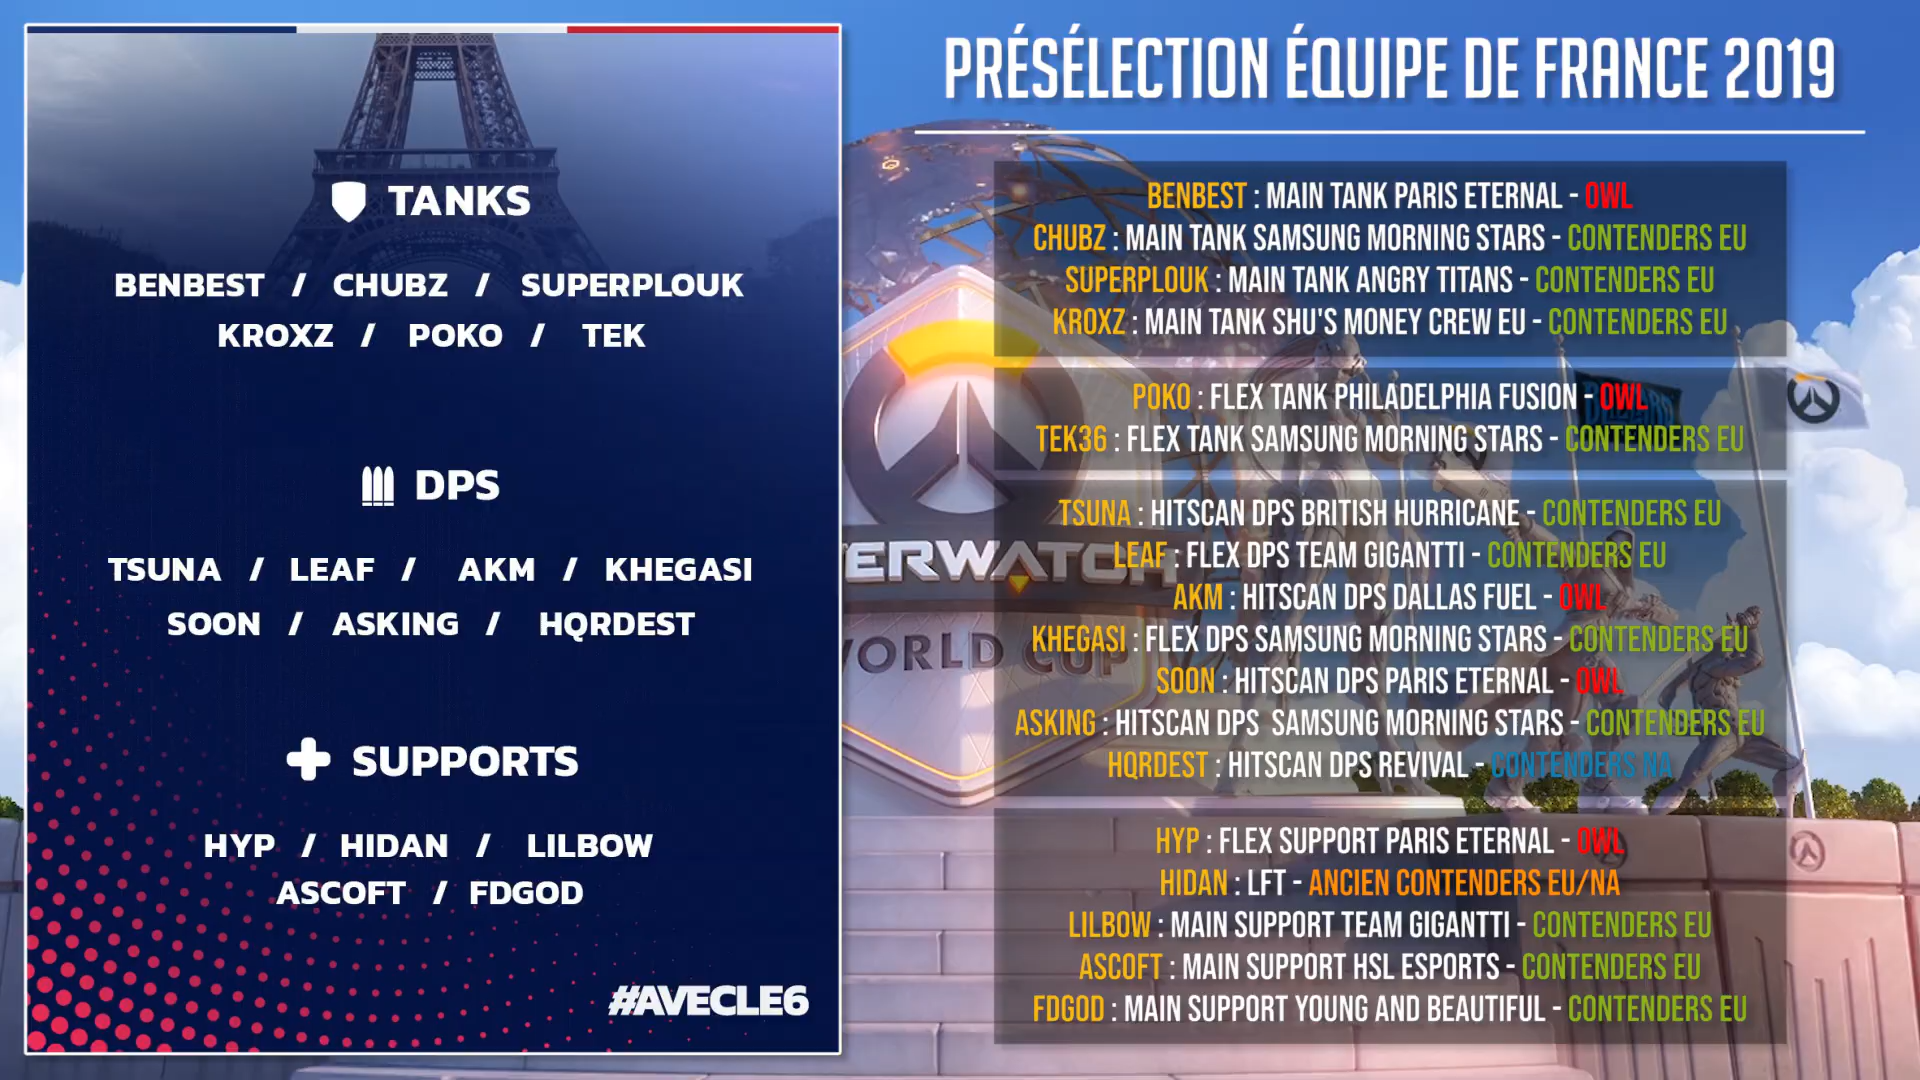 TANKS
BENBEST / CHUBZ / SUPERPLOUK
KROXZ / POKO / TEK
DPS
TSUNA / LEAF / AKM / KHEGASI
SOON / ASKING / HQRDEST
SUPPORTS
HYP / HIDAN / LILBOW
ASCOFT / FDGOD
#AVECLE6
PRÉSÉLECTION ÉQUIPE DE FRANCE 2019
BENBEST : MAIN TANK PARIS ETERNAL - OWL
CHUBZ : MAIN TANK SAMSUNG MORNING STARS - CONTENDERS EU
SUPERPLOUK : MAIN TANK ANGRY TITANS - CONTENDERS EU
KROXZ : MAIN TANK SHU'S MONEY CREW EU - CONTENDERS EU
POKO : FLEX TANK PHILADELPHIA FUSION - OWL
TEK36 : FLEX TANK SAMSUNG MORNING STARS - CONTENDERS EU
TSUNA : HITSCAN DPS BRITISH HURRICANE - CONTENDERS EU
LEAF : FLEX DPS TEAM GIGANTTI - CONTENDERS EU
AKM : HITSCAN DPS DALLAS FUEL - OWL
KHEGASI : FLEX DPS SAMSUNG MORNING STARS - CONTENDERS EU
SOON : HITSCAN DPS PARIS ETERNAL - OWL
ASKING : HITSCAN DPS SAMSUNG MORNING STARS - CONTENDERS EU
HQRDEST : HITSCAN DPS REVIVAL - CONTENDERS NA
HYP : FLEX SUPPORT PARIS ETERNAL - OWL
HIDAN : LFT - ANCIEN CONTENDERS EU/NA
LILBOW : MAIN SUPPORT TEAM GIGANTTI - CONTENDERS EU
ASCOFT : MAIN SUPPORT HSL ESPORTS - CONTENDERS EU
FDGOD : MAIN SUPPORT YOUNG AND BEAUTIFUL - CONTENDERS EU
ERWATCH
WORLD CUP